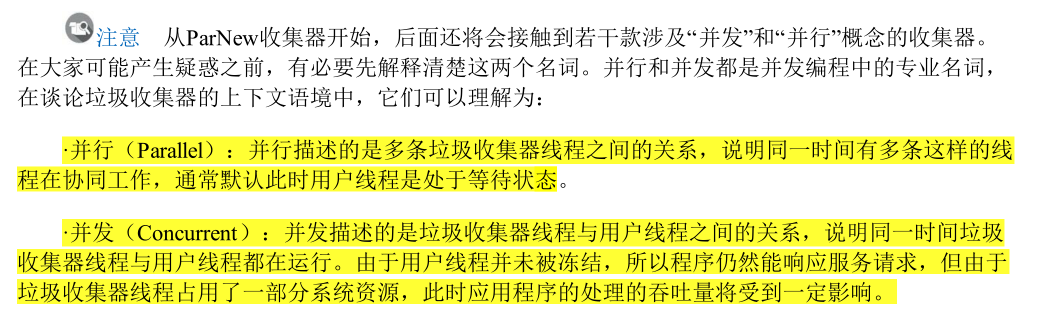 注意 从ParNew收集器开始，后面还将会接触到若干款涉及“并发”和“并行”概念的收集器。
在大家可能产生疑惑之前，有必要先解释清楚这两个名词。并行和并发都是并发编程中的专业名词，
在谈论垃圾收集器的上下文语境中，它们可以理解为：
·并行（Parallel）：并行描述的是多条垃圾收集器线程之间的关系，说明同一时间有多条这样的线
程在协同工作，通常默认此时用户线程是处于等待状态。
·并发（Concurrent）：并发描述的是垃圾收集器线程与用户线程之间的关系，说明同一时间垃圾
收集器线程与用户线程都在运行。由于用户线程并未被冻结，所以程序仍然能响应服务请求，但由于
垃圾收集器线程占用了一部分系统资源，此时应用程序的处理的吞吐量将受到一定影响。